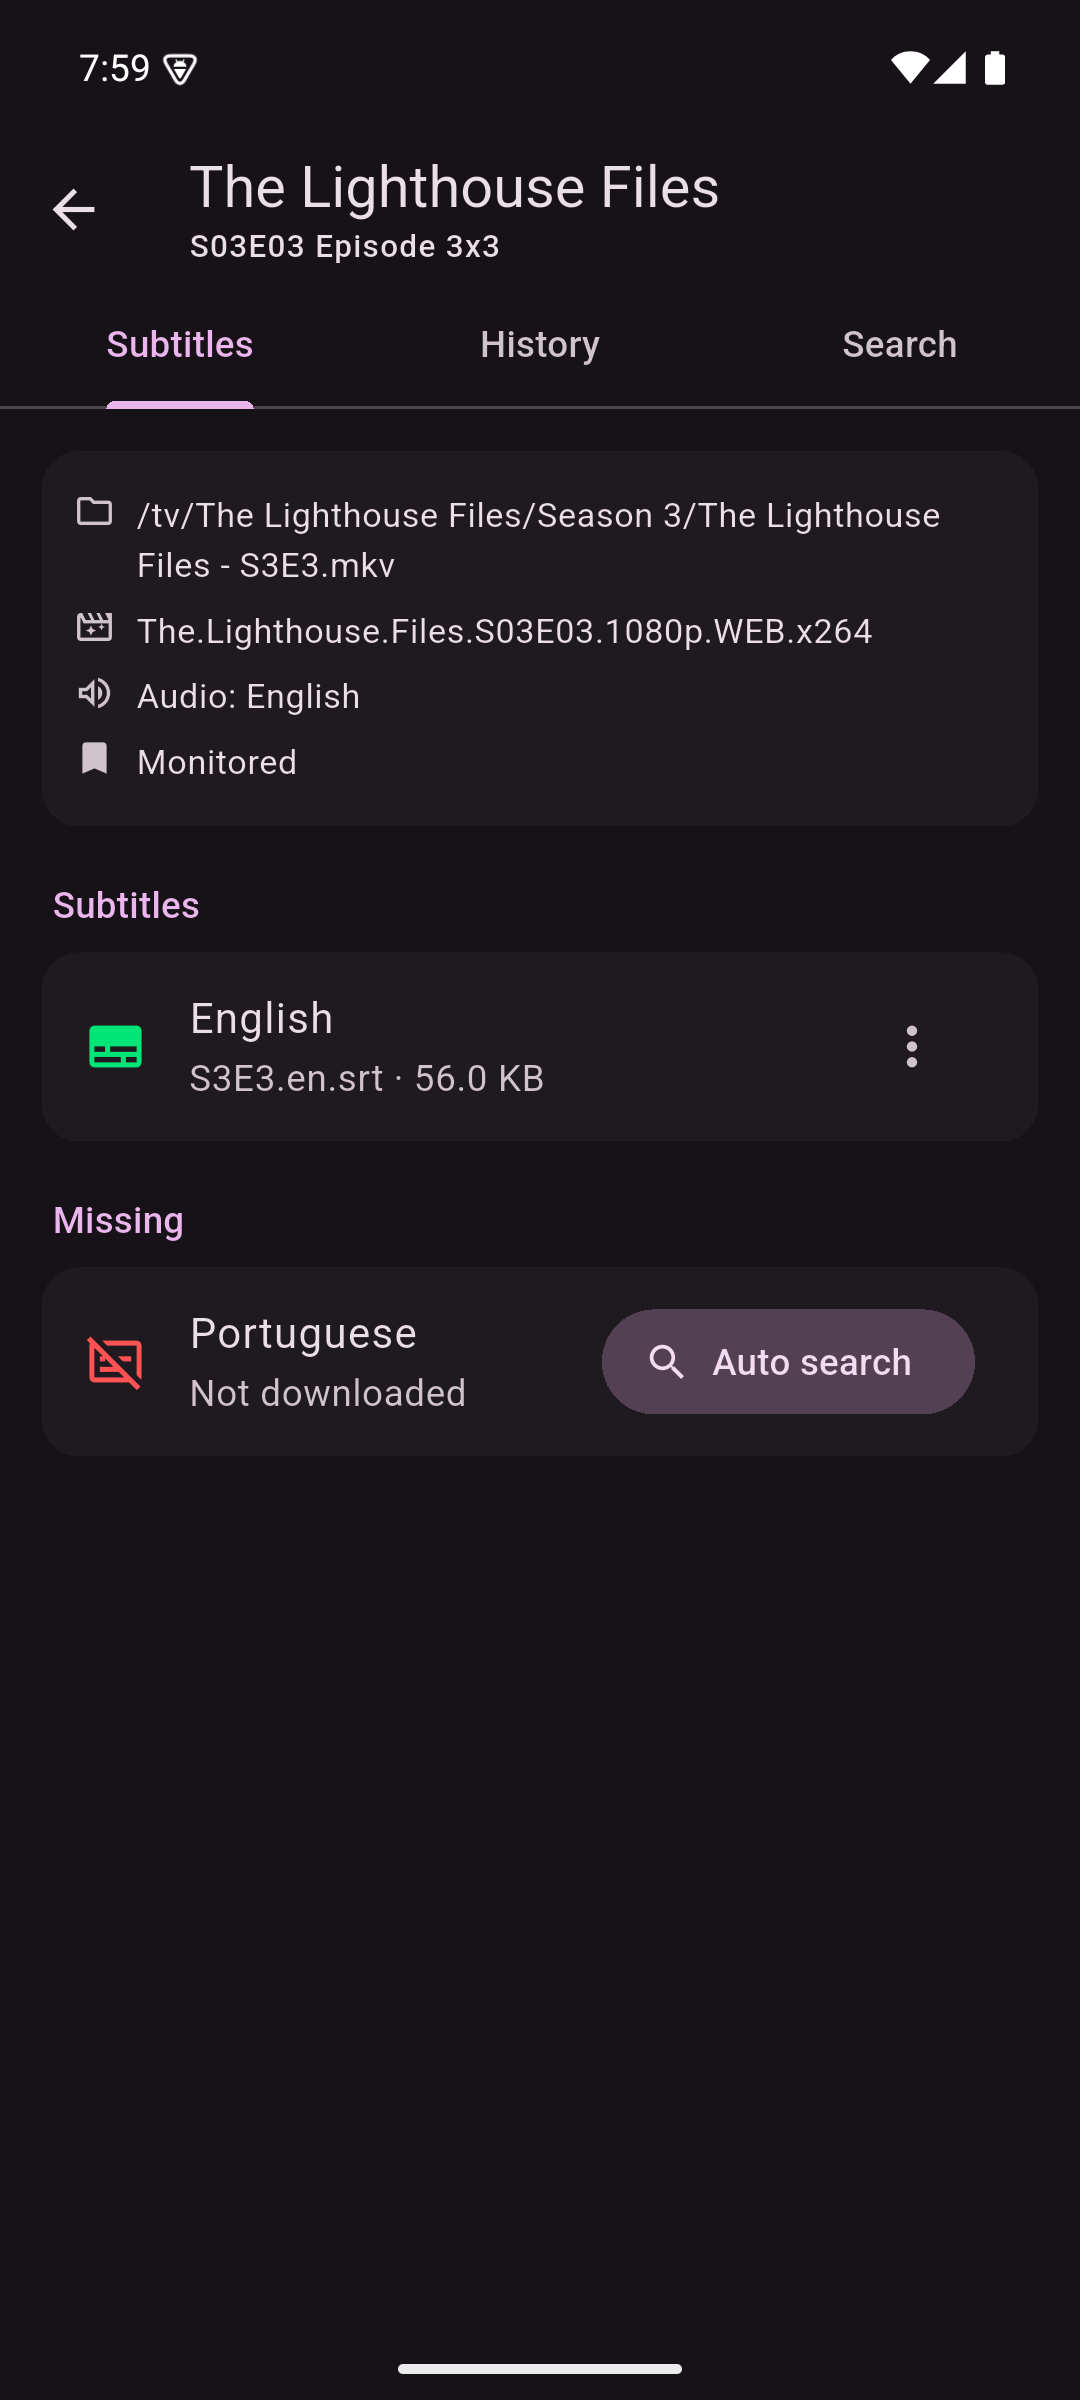 7:59
The Lighthouse Files
S03E03 Episode 3x3
Subtitles
History
Search
/tv/The Lighthouse Files/Season 3/The Lighthouse
Files - S3E3.mkv
The.Lighthouse.Files.S03E03.1080p.WEB.x264
Audio: English
Monitored
Subtitles
English
S3E3.en.srt · 56.0 KB
Missing
Portuguese
Not downloaded
Auto search